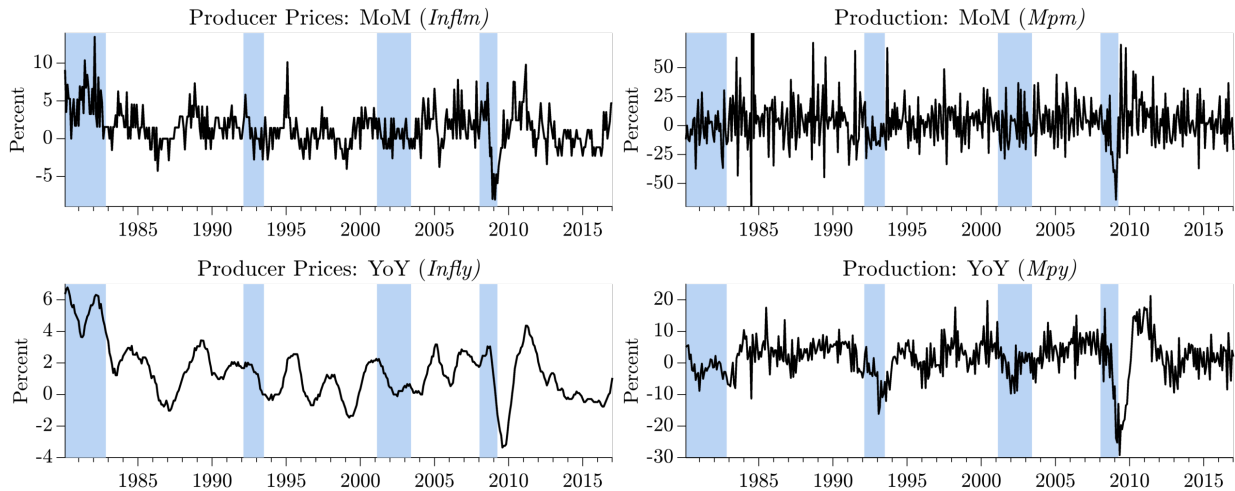 Producer Prices: MoM (Inflm)
Percent
10
5
0
-5
1985 1990 1995 2000 2005 2010 2015
Production: MoM (Mpm)
Percent
50
25
0
-25
-50
1985 1990 1995 2000 2005 2010 2015
Producer Prices: YoY (Infly)
Percent
6
4
2
0
-2
-4
1985 1990 1995 2000 2005 2010 2015
Production: YoY (Mpy)
Percent
20
10
0
-10
-20
-30
1985 1990 1995 2000 2005 2010 2015